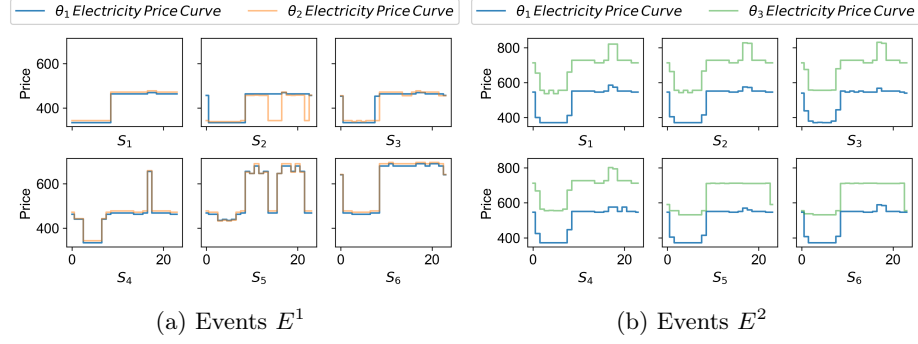 θ₁ Electricity Price Curve θ₂ Electricity Price Curve θ₁ Electricity Price Curve θ₃ Electricity Price Curve
Price
600
400
S₁
S₂
S₃
Price
600
400
0 20
S₄
0 20
S₅
0 20
S₆
(a) Events E¹
Price
800
600
400
S₁
S₂
S₃
Price
800
600
400
0 20
S₄
0 20
S₅
0 20
S₆
(b) Events E²